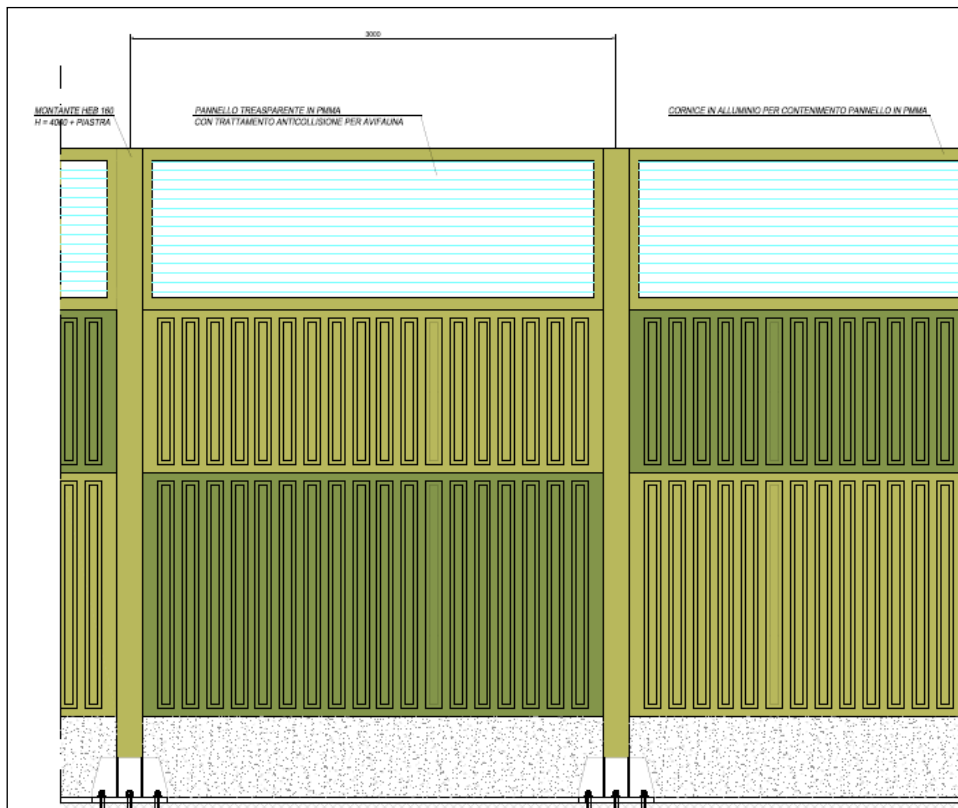 3000
MONTANTE HEB 160
H = 4000 + PIASTRA
PANNELLO TREASPARENTE IN PMMA
CON TRATTAMENTO ANTICOLLISIONE PER AVIFAUNA
CORNICE IN ALLUMINIO PER CONTENIMENTO PANNELLO IN PMMA